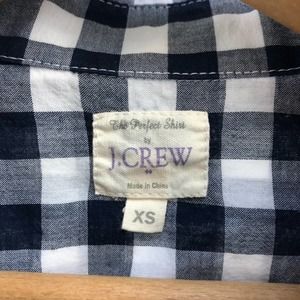 The Perfect Shirt
by
J.CREW
Made in China
XS